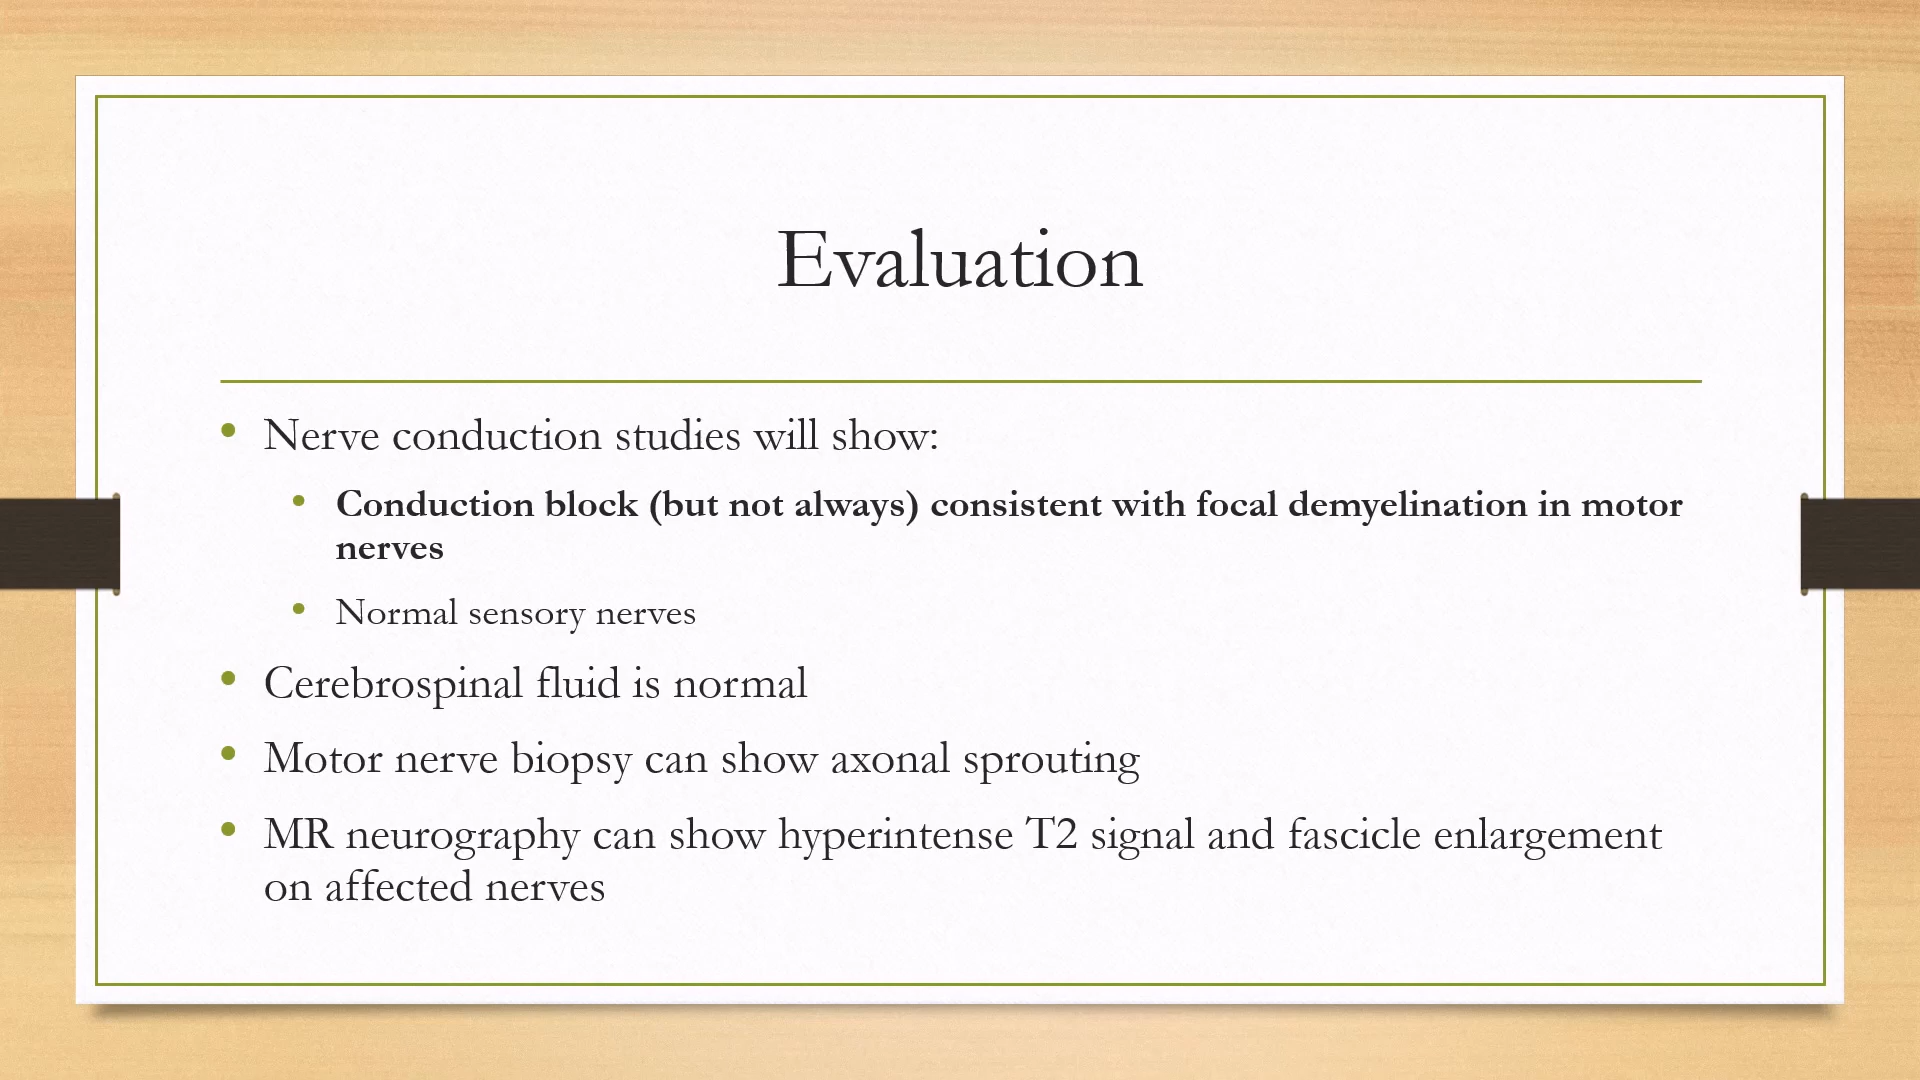 Evaluation
• Nerve conduction studies will show:
• Conduction block (but not always) consistent with focal demyelination in motor
nerves
• Normal sensory nerves
• Cerebrospinal fluid is normal
• Motor nerve biopsy can show axonal sprouting
• MR neurography can show hyperintense T2 signal and fascicle enlargement
on affected nerves